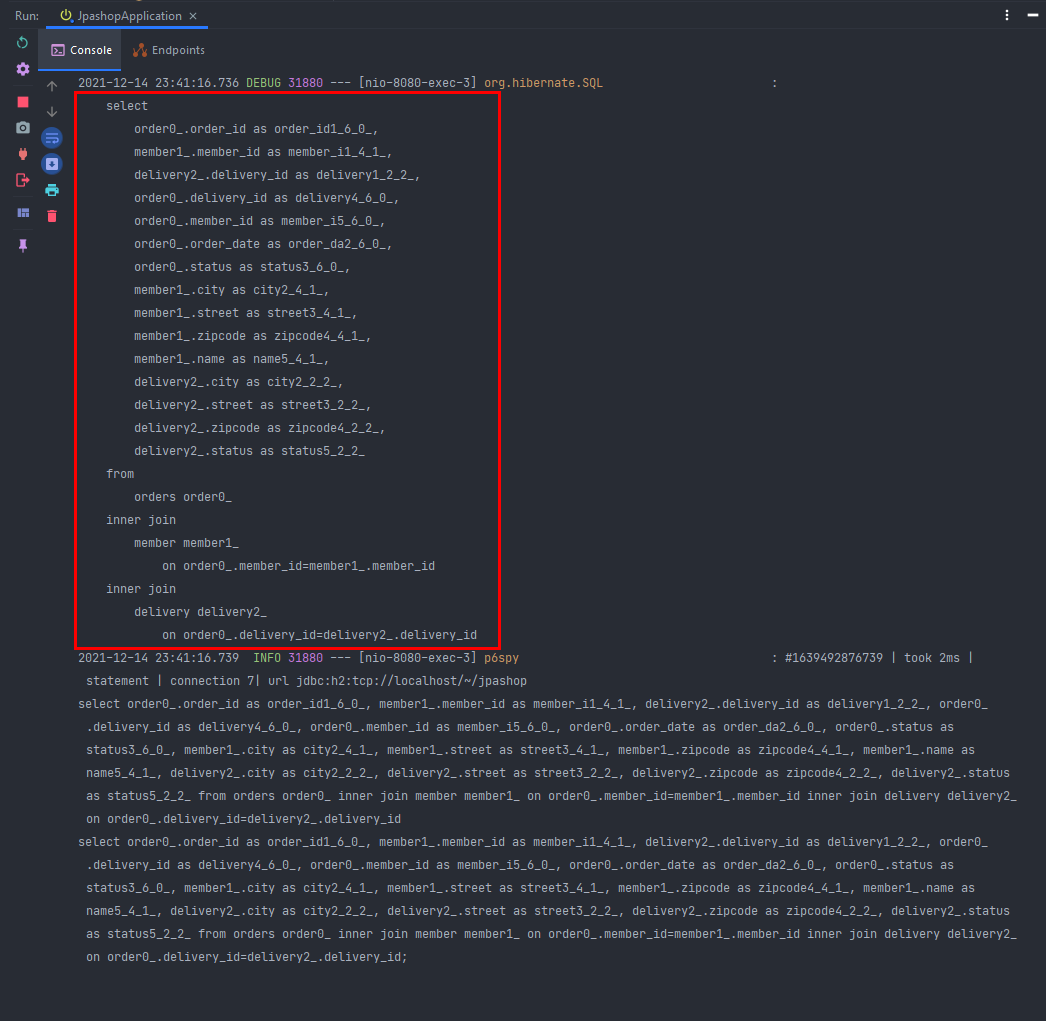 Run: JpashopApplication ×
Console Endpoints
2021-12-14 23:41:16.736 DEBUG 31880 --- [nio-8080-exec-3] org.hibernate.SQL :
select
order0_.order_id as order_id1_6_0_,
member1_.member_id as member_i1_4_1_,
delivery2_.delivery_id as delivery1_2_2_,
order0_.delivery_id as delivery4_6_0_,
order0_.member_id as member_i5_6_0_,
order0_.order_date as order_da2_6_0_,
order0_.status as status3_6_0_,
member1_.city as city2_4_1_,
member1_.street as street3_4_1_,
member1_.zipcode as zipcode4_4_1_,
member1_.name as name5_4_1_,
delivery2_.city as city2_2_2_,
delivery2_.street as street3_2_2_,
delivery2_.zipcode as zipcode4_2_2_,
delivery2_.status as status5_2_2_
from
orders order0_
inner join
member member1_
on order0_.member_id=member1_.member_id
inner join
delivery delivery2_
on order0_.delivery_id=delivery2_.delivery_id
2021-12-14 23:41:16.739  INFO 31880 --- [nio-8080-exec-3] p6spy : #1639492876739 | took 2ms |
statement | connection 7| url jdbc:h2:tcp://localhost/~/jpashop
select order0_.order_id as order_id1_6_0_, member1_.member_id as member_i1_4_1_, delivery2_.delivery_id as delivery1_2_2_, order0_
.delivery_id as delivery4_6_0_, order0_.member_id as member_i5_6_0_, order0_.order_date as order_da2_6_0_, order0_.status as
status3_6_0_, member1_.city as city2_4_1_, member1_.street as street3_4_1_, member1_.zipcode as zipcode4_4_1_, member1_.name as
name5_4_1_, delivery2_.city as city2_2_2_, delivery2_.street as street3_2_2_, delivery2_.zipcode as zipcode4_2_2_, delivery2_.status
as status5_2_2_ from orders order0_ inner join member member1_ on order0_.member_id=member1_.member_id inner join delivery delivery2_
on order0_.delivery_id=delivery2_.delivery_id
select order0_.order_id as order_id1_6_0_, member1_.member_id as member_i1_4_1_, delivery2_.delivery_id as delivery1_2_2_, order0_
.delivery_id as delivery4_6_0_, order0_.member_id as member_i5_6_0_, order0_.order_date as order_da2_6_0_, order0_.status as
status3_6_0_, member1_.city as city2_4_1_, member1_.street as street3_4_1_, member1_.zipcode as zipcode4_4_1_, member1_.name as
name5_4_1_, delivery2_.city as city2_2_2_, delivery2_.street as street3_2_2_, delivery2_.zipcode as zipcode4_2_2_, delivery2_.status
as status5_2_2_ from orders order0_ inner join member member1_ on order0_.member_id=member1_.member_id inner join delivery delivery2_
on order0_.delivery_id=delivery2_.delivery_id;